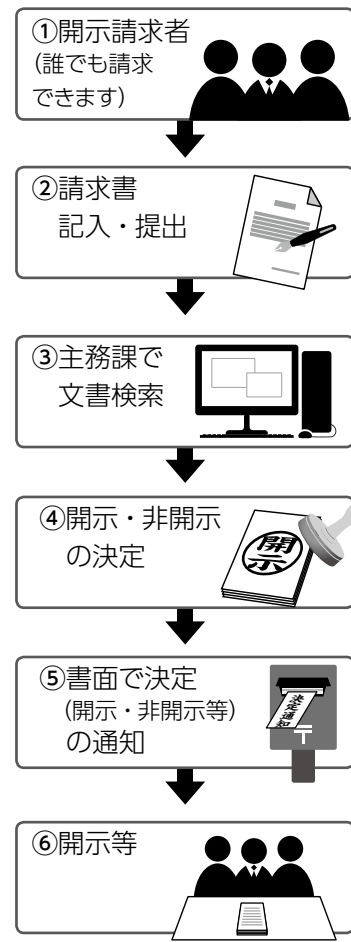 ①開示請求者
(誰でも請求
できます)
②請求書
記入・提出
③主務課で
文書検索
④開示・非開示
の決定
開示
⑤書面で決定
(開示・非開示等)
の通知
決定通知
〒
⑥開示等